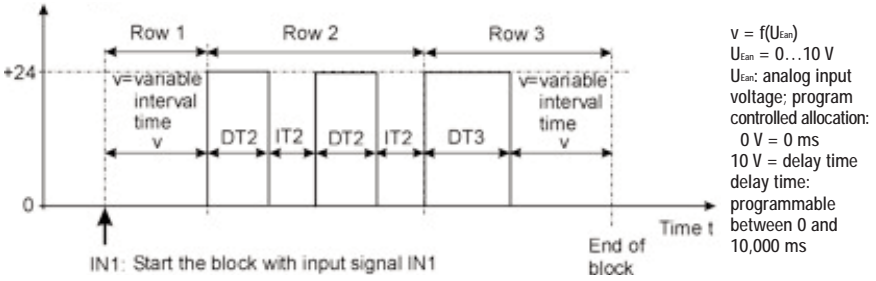 Row 1 Row 2 Row 3
+24
v=variable
interval
time
v
DT2 IT2 DT2 IT2 DT3
v=variable
interval
time
v
0
Time t
IN1: Start the block with input signal IN1
End of
block
v = f(UEan)
UEan = 0…10 V
UEan: analog input
voltage; program
controlled allocation:
0 V = 0 ms
10 V = delay time
delay time:
programmable
between 0 and
10,000 ms